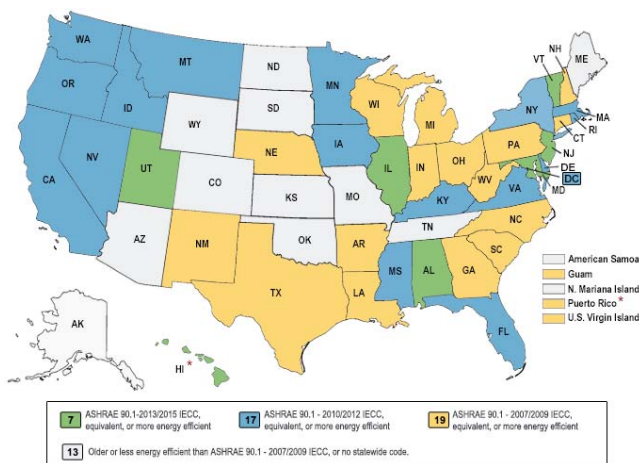 WA
MT
ND
MN
VT
NH
ME
OR
ID
SD
WI
MI
NY
MA
RI
CT
WY
IA
PA
NJ
NV
UT
NE
IL
IN
OH
DE
DC
MD
CA
CO
KS
MO
KY
WV
VA
AZ
NM
OK
AR
TN
NC
SC
TX
LA
MS
AL
GA
FL
AK
HI *
American Samoa
Guam
N. Mariana Island
Puerto Rico *
U.S. Virgin Island
7 ASHRAE 90.1-2013/2015 IECC,
equivalent, or more energy efficient
17 ASHRAE 90.1 - 2010/2012 IECC,
equivalent, or more energy efficient
19 ASHRAE 90.1 - 2007/2009 IECC,
equivalent, or more energy efficient
13 Older or less energy efficient than ASHRAE 90.1 - 2007/2009 IECC, or no statewide code.